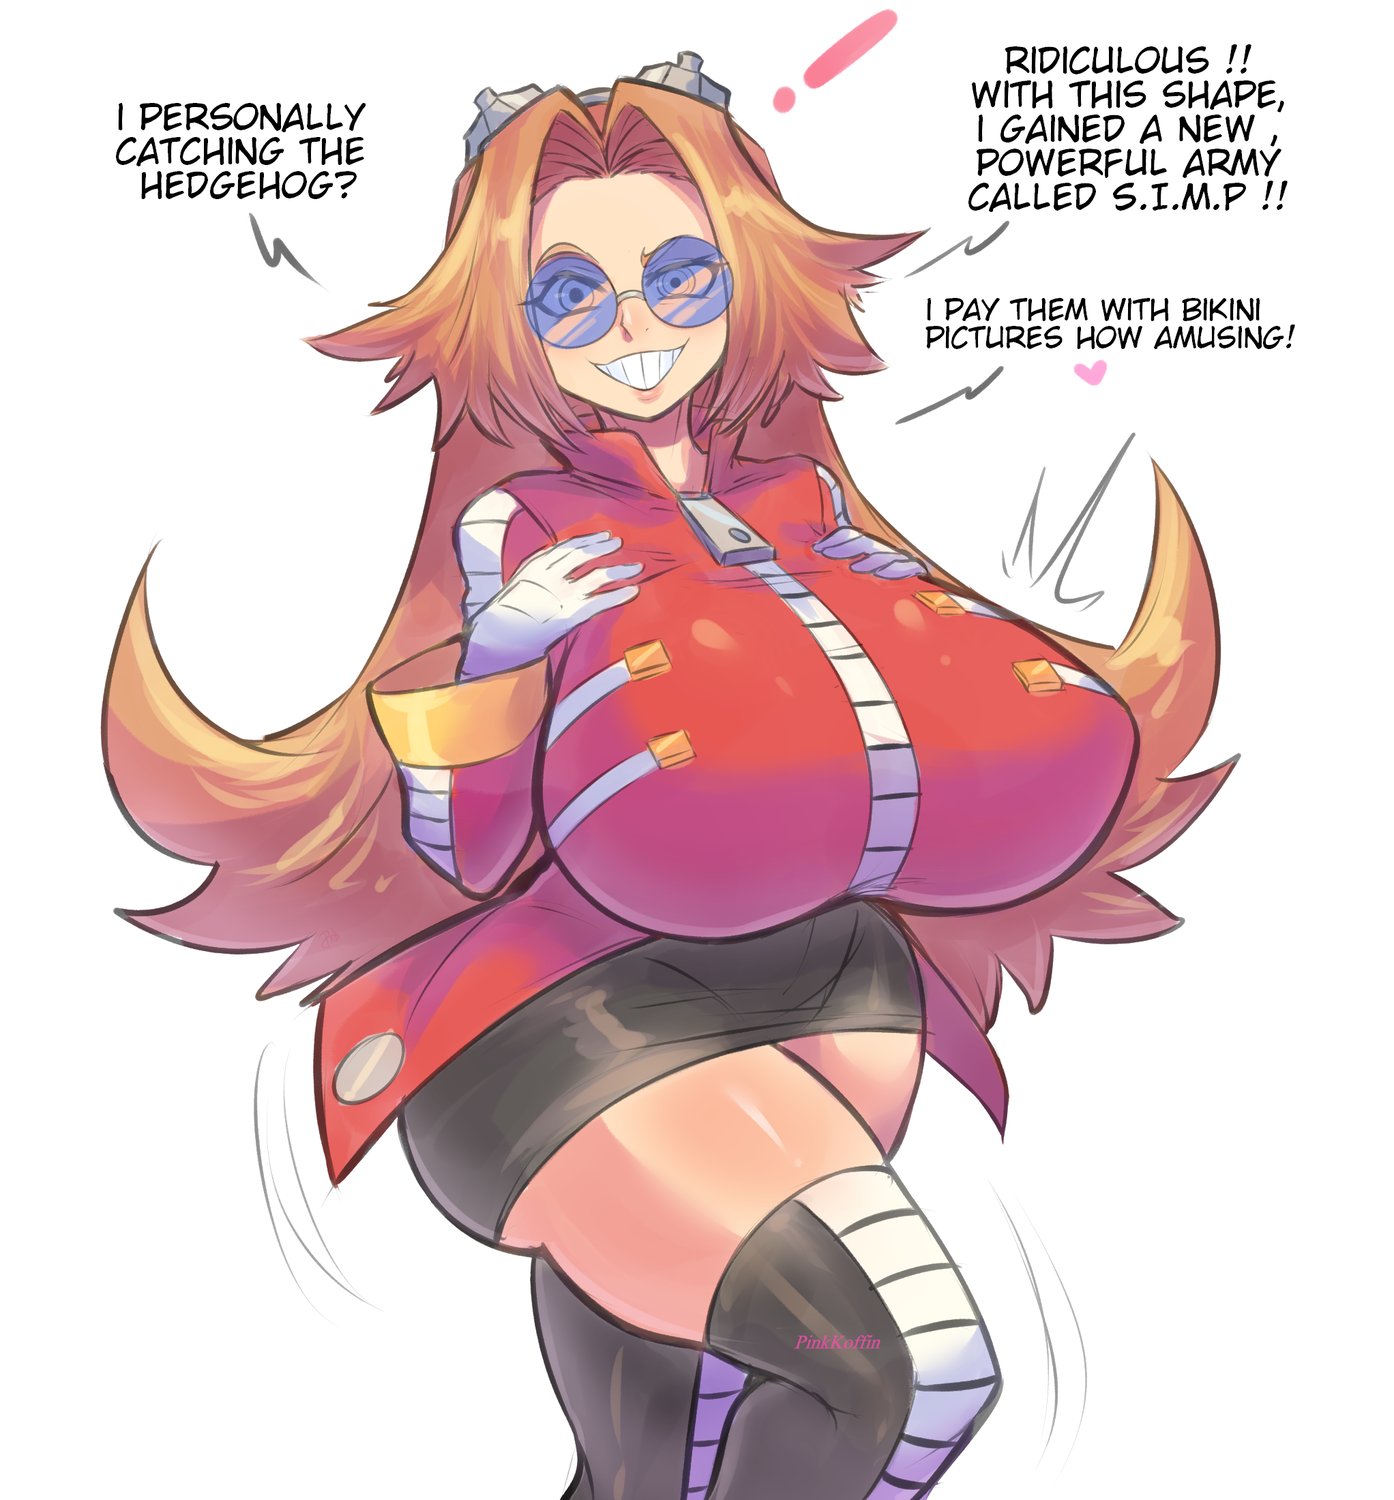 I PERSONALLY
CATCHING THE
HEDGEHOG?
RIDICULOUS !!
WITH THIS SHAPE,
I GAINED A NEW ,
POWERFUL ARMY
CALLED S.I.M.P !!
I PAY THEM WITH BIKINI
PICTURES HOW AMUSING!
PinkKoffin